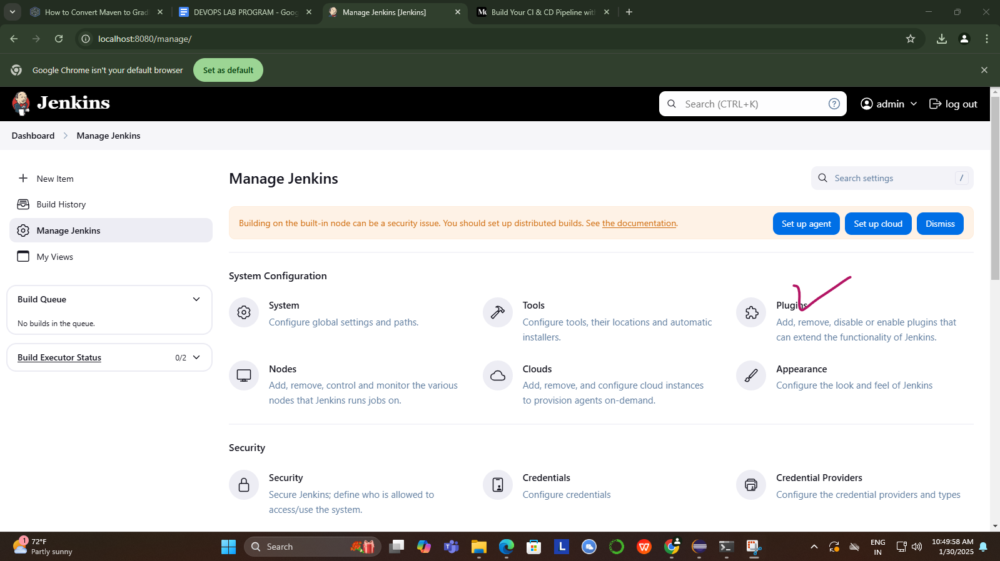 How to Convert Maven to Grad
DEVOPS LAB PROGRAM - Goog
Manage Jenkins [Jenkins]
Build Your CI & CD Pipeline wit
localhost:8080/manage/
Google Chrome isn't your default browser
Set as default
Jenkins
Search (CTRL+K)
admin
log out
Dashboard
Manage Jenkins
New Item
Build History
Manage Jenkins
My Views
Build Queue
No builds in the queue.
Build Executor Status
0/2
Manage Jenkins
Search settings
/
Building on the built-in node can be a security issue. You should set up distributed builds. See the documentation.
Set up agent
Set up cloud
Dismiss
System Configuration
System
Configure global settings and paths.
Tools
Configure tools, their locations and automatic
installers.
Plugins
Add, remove, disable or enable plugins that
can extend the functionality of Jenkins.
Nodes
Add, remove, control and monitor the various
nodes that Jenkins runs jobs on.
Clouds
Add, remove, and configure cloud instances
to provision agents on-demand.
Appearance
Configure the look and feel of Jenkins
Security
Security
Secure Jenkins; define who is allowed to
access/use the system.
Credentials
Configure credentials
Credential Providers
Configure the credential providers and types
1
72°F
Partly sunny
Search
L
ENG
IN
10:49:58 AM
1/30/2025